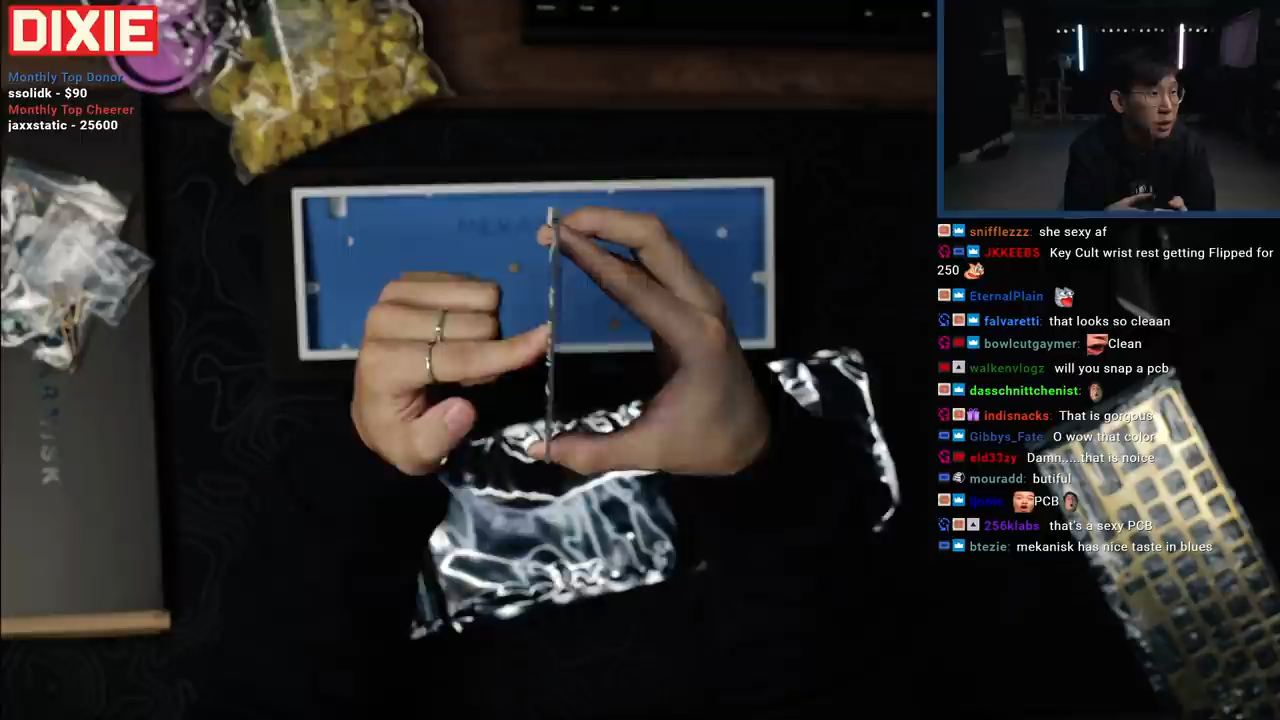 DIXIE
Monthly Top Donor
ssolidk - $90
Monthly Top Cheerer
jaxxstatic - 25600
snifflezzz: she sexy af
JKKEEBS Key Cult wrist rest getting Flipped for
250
EternalPlain
falvaretti: that looks so cleaan
bowlcutgaymer: Clean
walkenvlogz will you snap a pcb
dasschnittchenist:
indisnacks: That is gorgous
Gibbys_Fate: O wow that color
eld33zy Damn.....that is noice
mouradd: butiful
PCB
256klabs that's a sexy PCB
btezie: mekanisk has nice taste in blues